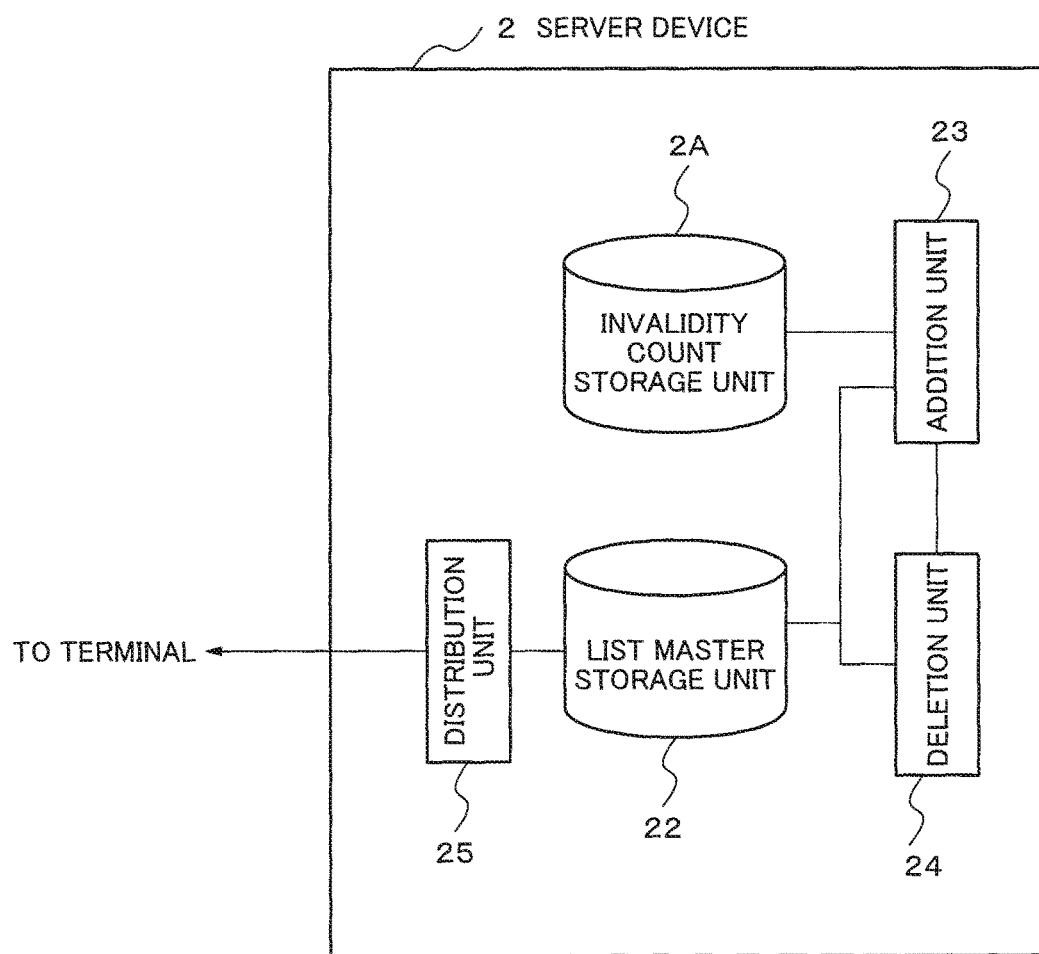 2 SERVER DEVICE
2A
23
INVALIDITY
COUNT
STORAGE UNIT
ADDITION UNIT
TO TERMINAL
DISTRIBUTION
UNIT
LIST MASTER
STORAGE UNIT
DELETION UNIT
25
22
24